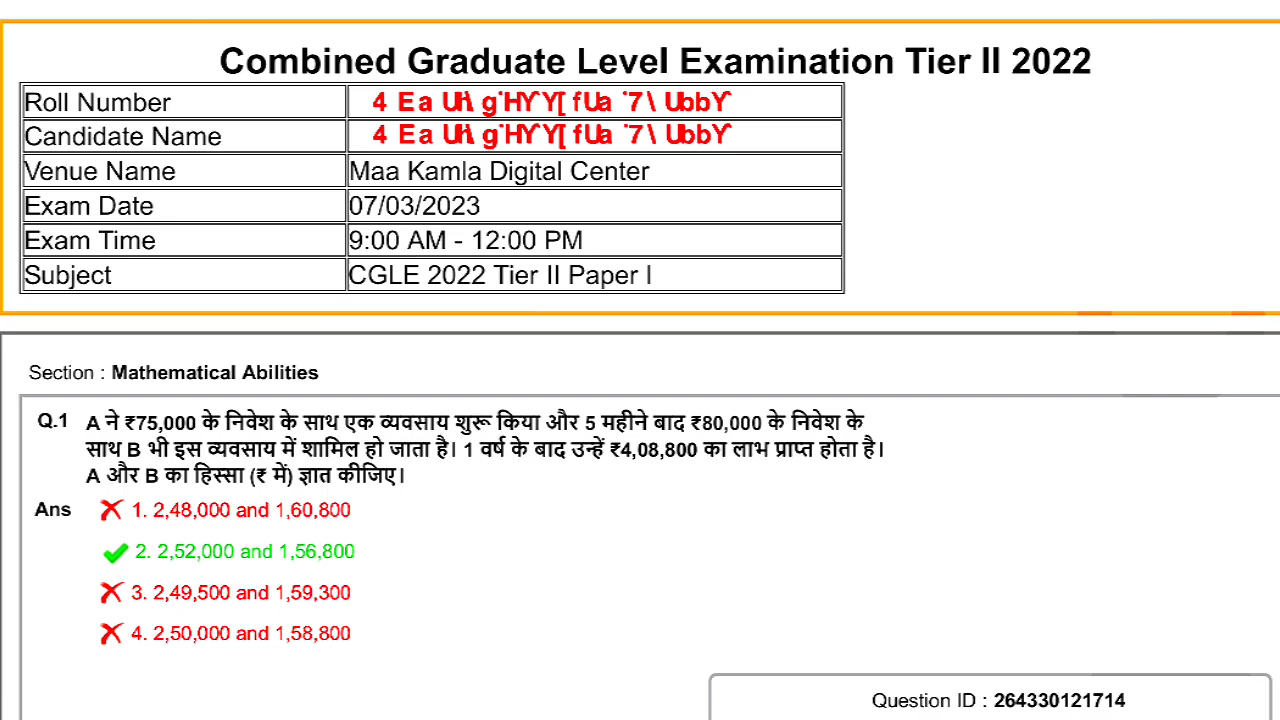 Combined Graduate Level Examination Tier II 2022
Roll Number
Candidate Name
Venue Name Maa Kamla Digital Center
Exam Date 07/03/2023
Exam Time 9:00 AM - 12:00 PM
Subject CGLE 2022 Tier II Paper I
Section : Mathematical Abilities
Q.1 A ने ₹75,000 के निवेश के साथ एक व्यवसाय शुरू किया और 5 महीने बाद ₹80,000 के निवेश के
साथ B भी इस व्यवसाय में शामिल हो जाता है। 1 वर्ष के बाद उन्हें ₹4,08,800 का लाभ प्राप्त होता है।
A और B का हिस्सा (₹ में) ज्ञात कीजिए।
Ans 1. 2,48,000 and 1,60,800
2. 2,52,000 and 1,56,800
3. 2,49,500 and 1,59,300
4. 2,50,000 and 1,58,800
Question ID : 264330121714